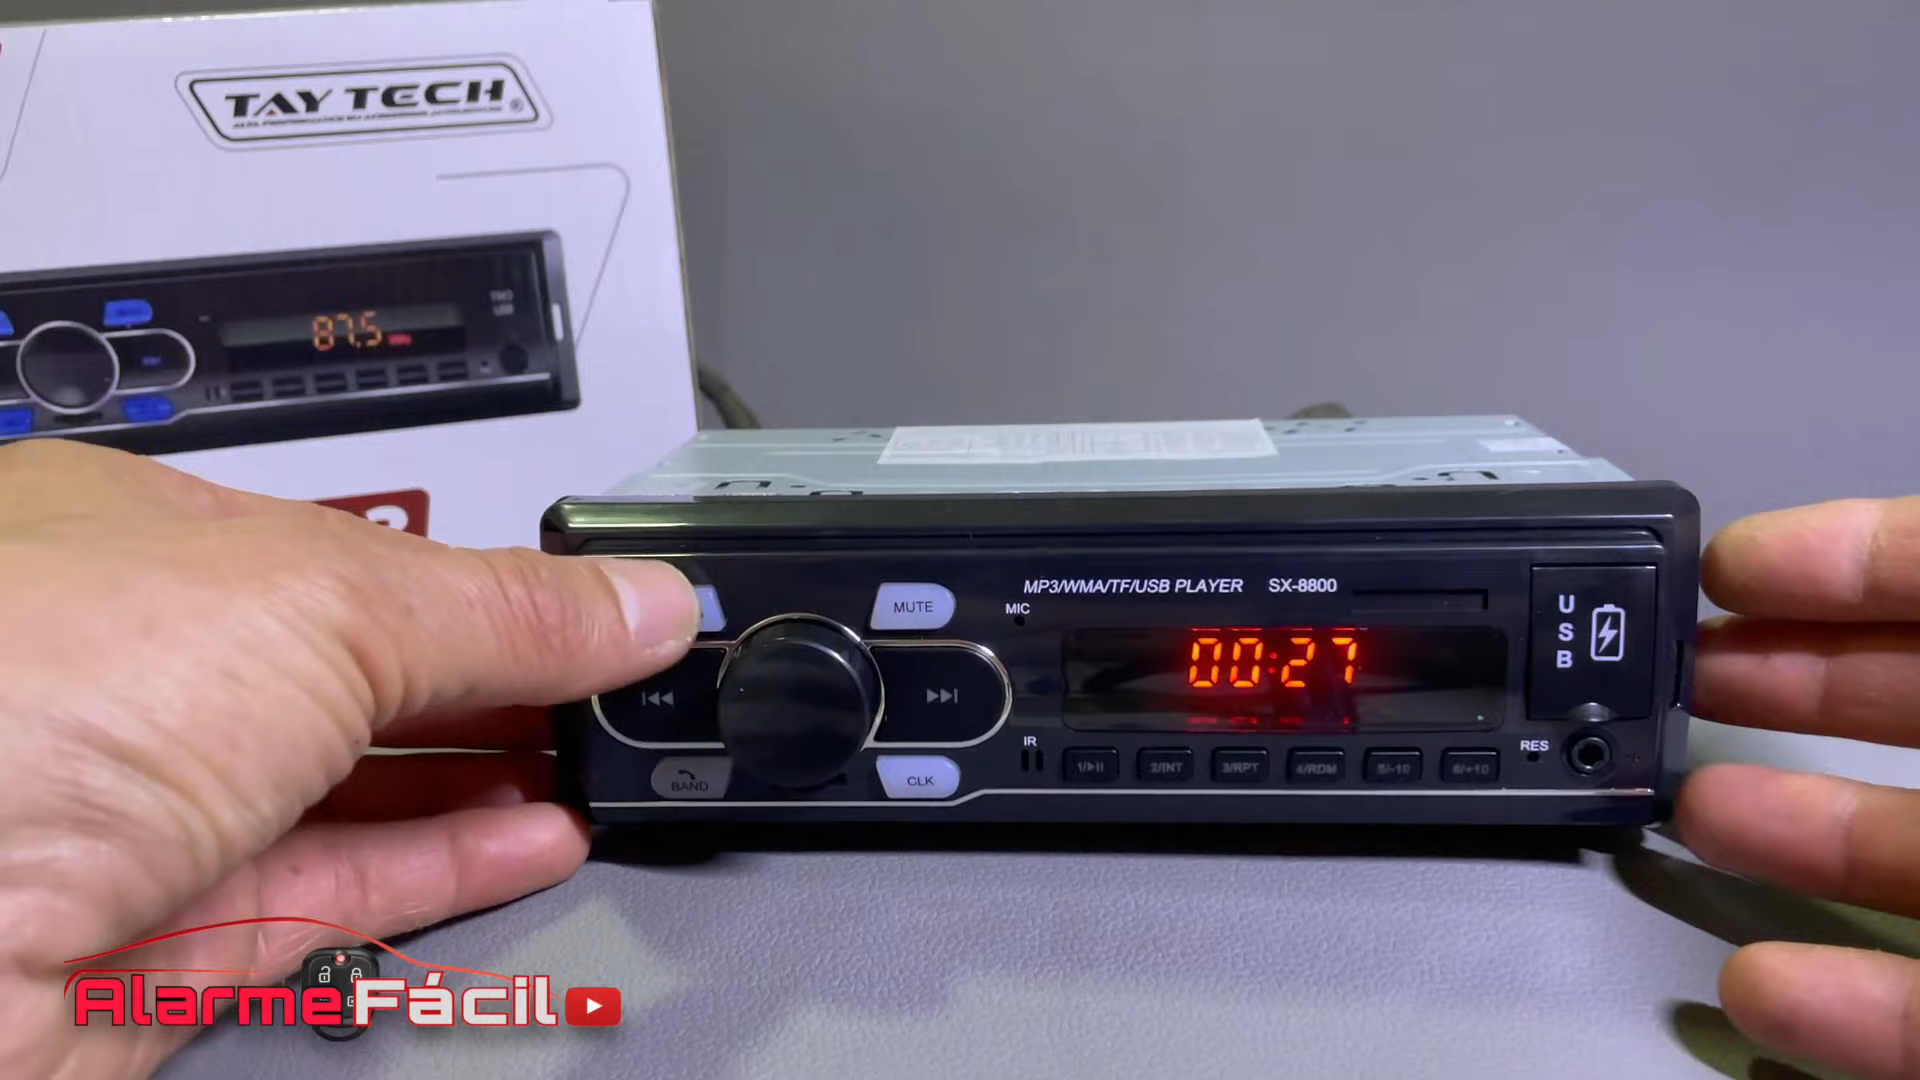 TAY TECH®
87.5
MP3/WMA/TF/USB PLAYER SX-8800
MUTE
MIC
00:27
USB
IR
RES
BAND
CLK
1/▶II
2/INT
3/RPT
4/RDM
5/-10
6/+10
AlarmeFácil